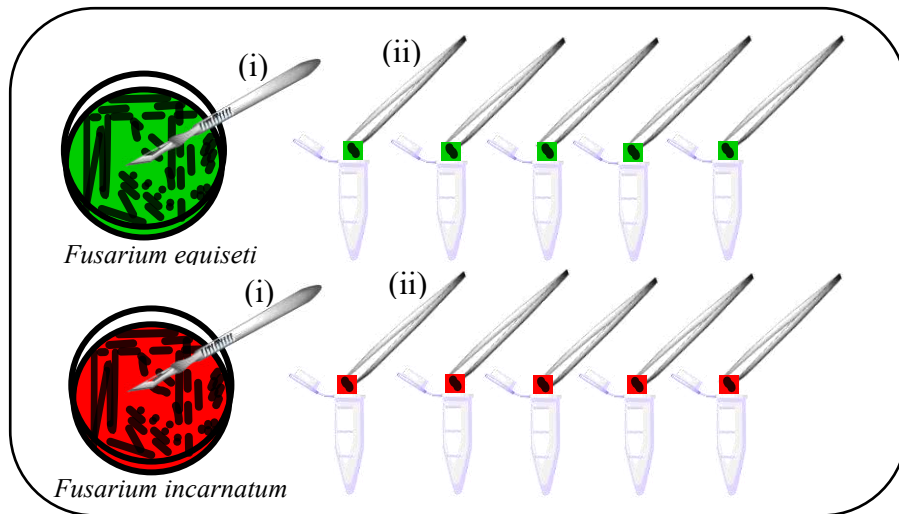 (i)
(ii)
Fusarium equiseti
(i)
(ii)
Fusarium incarnatum